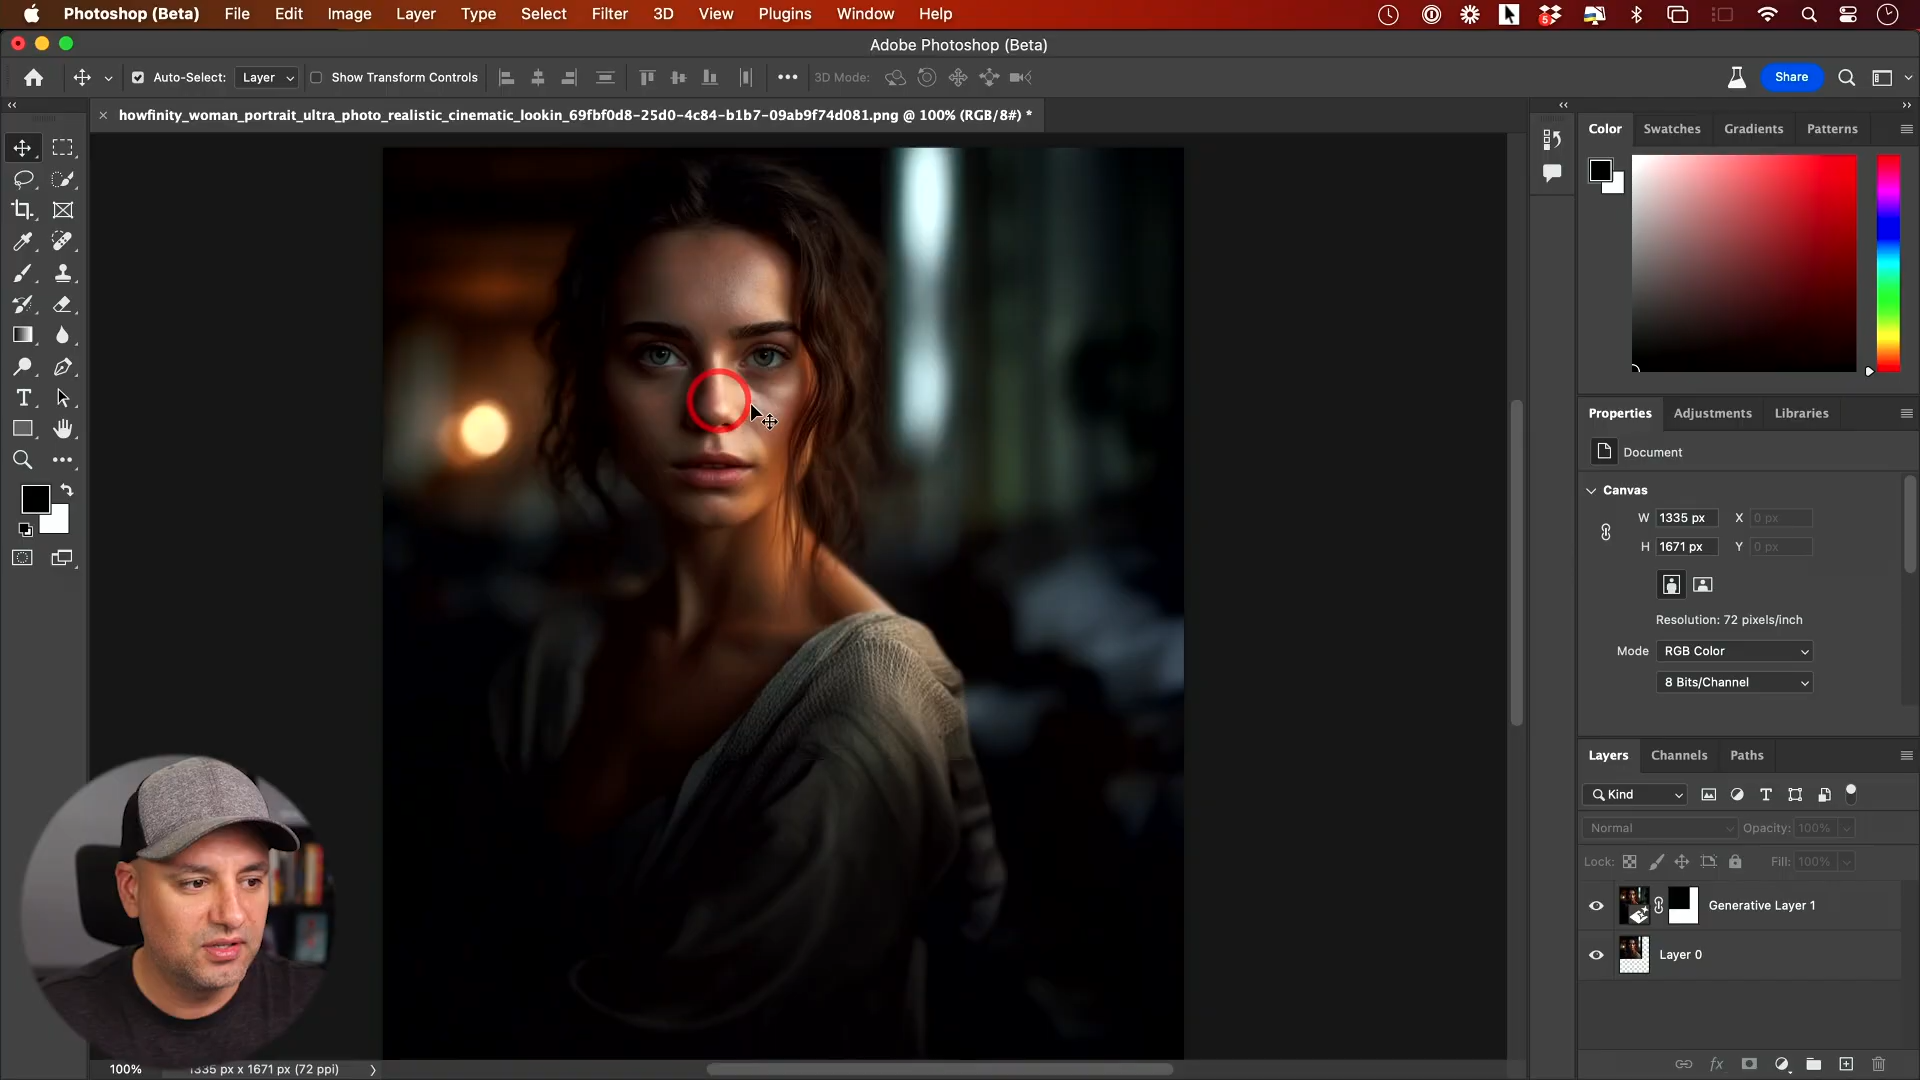 Photoshop (Beta) File Edit Image Layer Type Select Filter 3D View Plugins Window Help
5
Adobe Photoshop (Beta)
Auto-Select: Layer Show Transform Controls ••• 3D Mode: Share
howfinity_woman_portrait_ultra_photo_realistic_cinematic_lookin_69fbf0d8-25d0-4c84-b1b7-09ab9f74d081.png @ 100% (RGB/8#) *
Color Swatches Gradients Patterns
Properties Adjustments Libraries
Document
Canvas
W 1335 px X 0 px
H 1671 px Y 0 px
Resolution: 72 pixels/inch
Mode RGB Color
8 Bits/Channel
Layers Channels Paths
Kind
Normal Opacity: 100%
Lock: Fill: 100%
Generative Layer 1
Layer 0
fx
100% 1335 px x 1671 px (72 ppi)